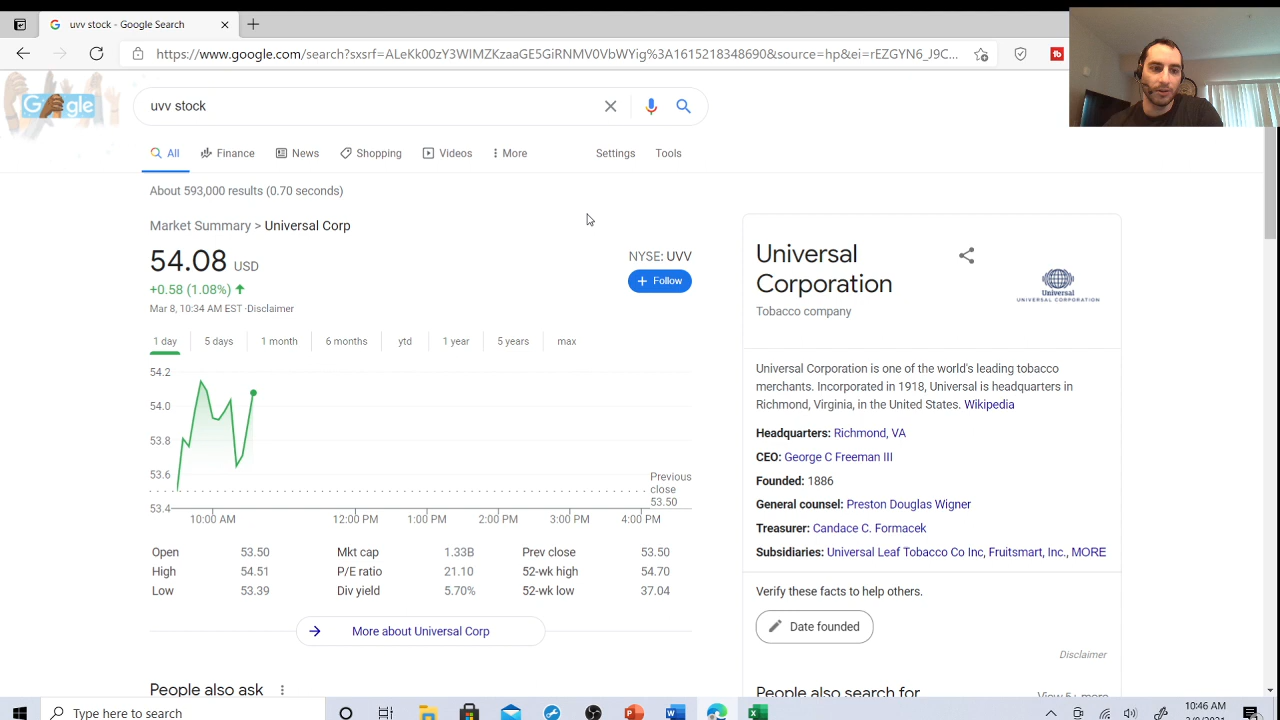 uvv stock - Google Search
https://www.google.com/search?sxsrf=ALeKk00zY3WMZKzaaGE5GiRNMV0VbWYig%3A1615218348690&source=hp&ei=rEZGYN6_J9C...
Google
uvv stock
All Finance News Shopping Videos More Settings Tools
About 593,000 results (0.70 seconds)
Market Summary > Universal Corp
54.08 USD
+0.58 (1.08%)
Mar 8, 10:34 AM EST ·Disclaimer
NYSE: UVV
+ Follow
1 day 5 days 1 month 6 months ytd 1 year 5 years max
54.2
54.0
53.8
53.6
53.4
Previous
close
53.50
10:00 AM 12:00 PM 1:00 PM 2:00 PM 3:00 PM 4:00 PM
Open 53.50 Mkt cap 1.33B Prev close 53.50
High 54.51 P/E ratio 21.10 52-wk high 54.70
Low 53.39 Div yield 5.70% 52-wk low 37.04
More about Universal Corp
People also ask
Universal
Corporation
Tobacco company
Universal
UNIVERSAL CORPORATION
Universal Corporation is one of the world's leading tobacco
merchants. Incorporated in 1918, Universal is headquarters in
Richmond, Virginia, in the United States. Wikipedia
Headquarters: Richmond, VA
CEO: George C Freeman III
Founded: 1886
General counsel: Preston Douglas Wigner
Treasurer: Candace C. Formacek
Subsidiaries: Universal Leaf Tobacco Co Inc, Fruitsmart, Inc., MORE
Verify these facts to help others.
Date founded
Disclaimer
People also search for View 5+ more
Type here to search
10:46 AM